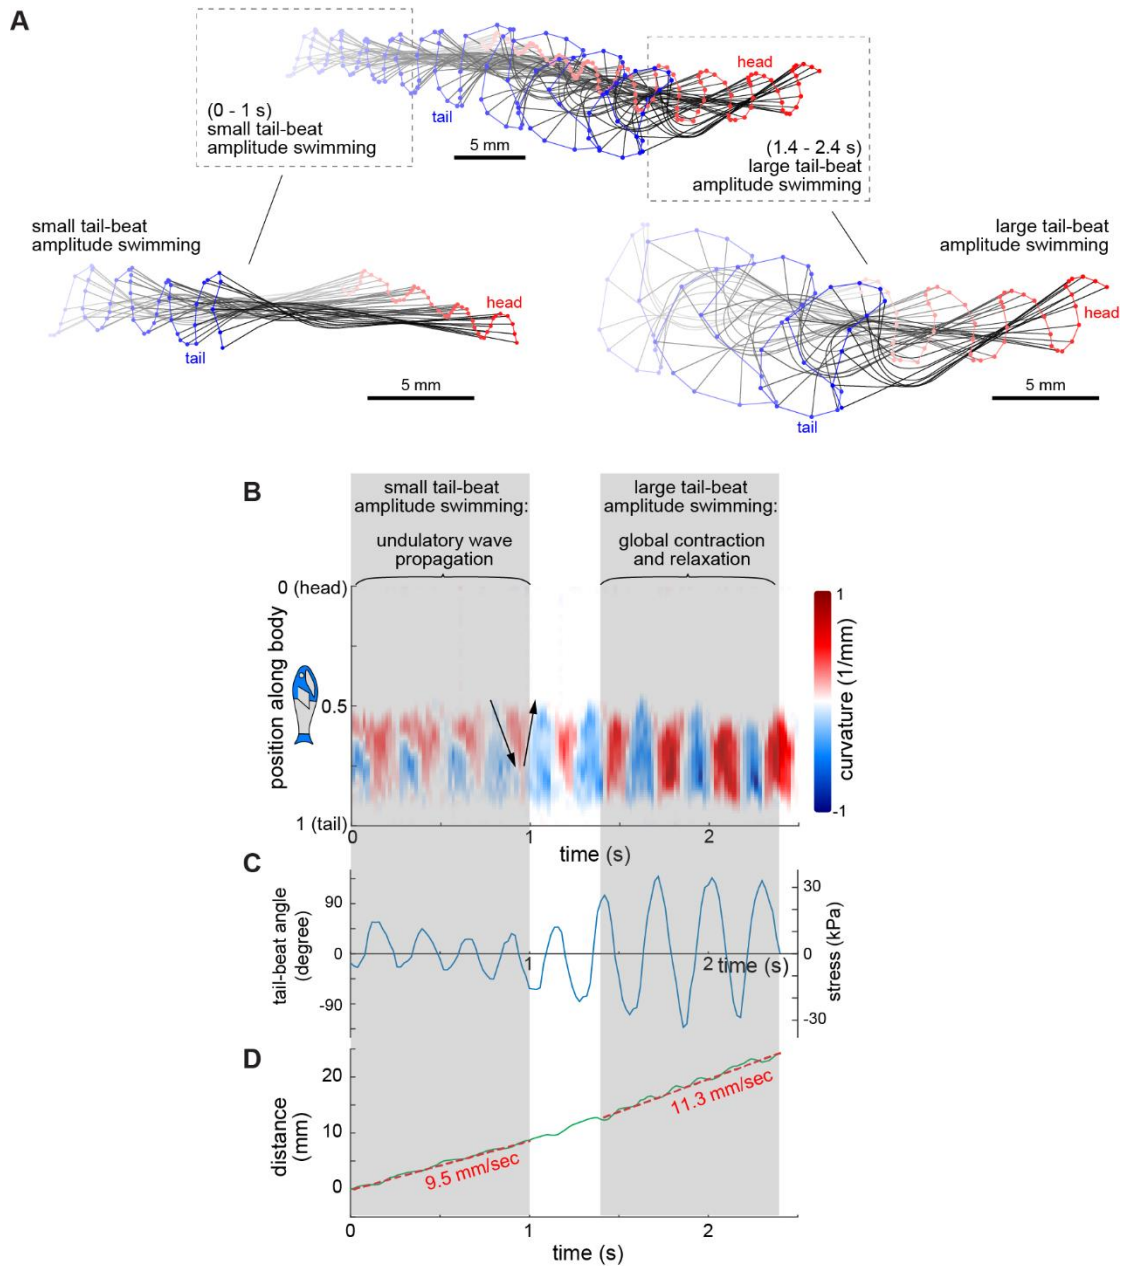 A
head
(0 - 1 s)
small tail-beat
amplitude swimming
tail
5 mm
(1.4 - 2.4 s)
large tail-beat
amplitude swimming
small tail-beat
amplitude swimming
large tail-beat
amplitude swimming
head
tail
5 mm
head
tail
5 mm
B
small tail-beat
amplitude swimming:
undulatory wave
propagation
large tail-beat
amplitude swimming:
global contraction
and relaxation
position along body
0 (head)
0.5
1 (tail)
0
1
2
time (s)
1
-1
curvature (1/mm)
C
tail-beat angle
(degree)
90
0
-90
1
2
time (s)
30
0
-30
stress (kPa)
D
distance
(mm)
20
10
0
9.5 mm/sec
11.3 mm/sec
0
1
2
time (s)